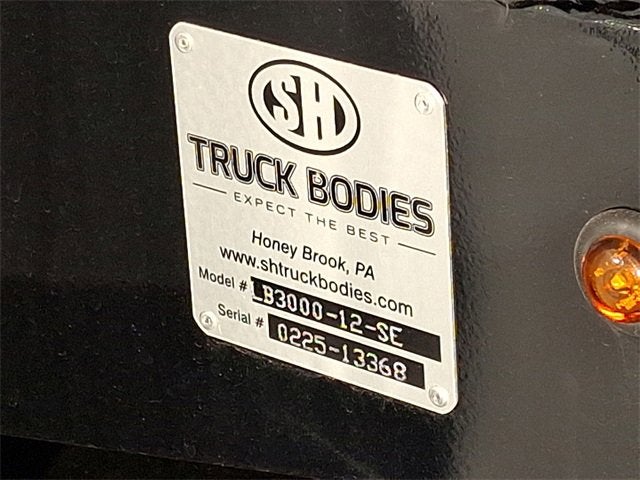 SH
TRUCK BODIES
EXPECT THE BEST
Honey Brook, PA
www.shtruckbodies.com
Model # LB3000-12-SE
Serial # 0225-13368